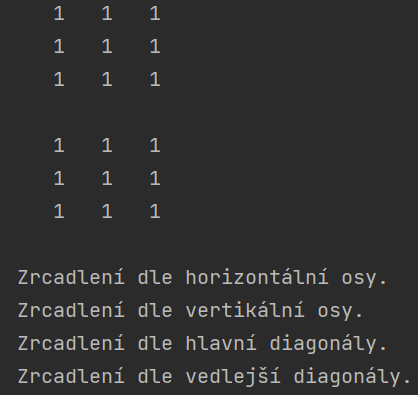 1 1 1
1 1 1
1 1 1
1 1 1
1 1 1
1 1 1
Zrcadlení dle horizontální osy.
Zrcadlení dle vertikální osy.
Zrcadlení dle hlavní diagonály.
Zrcadlení dle vedlejší diagonály.